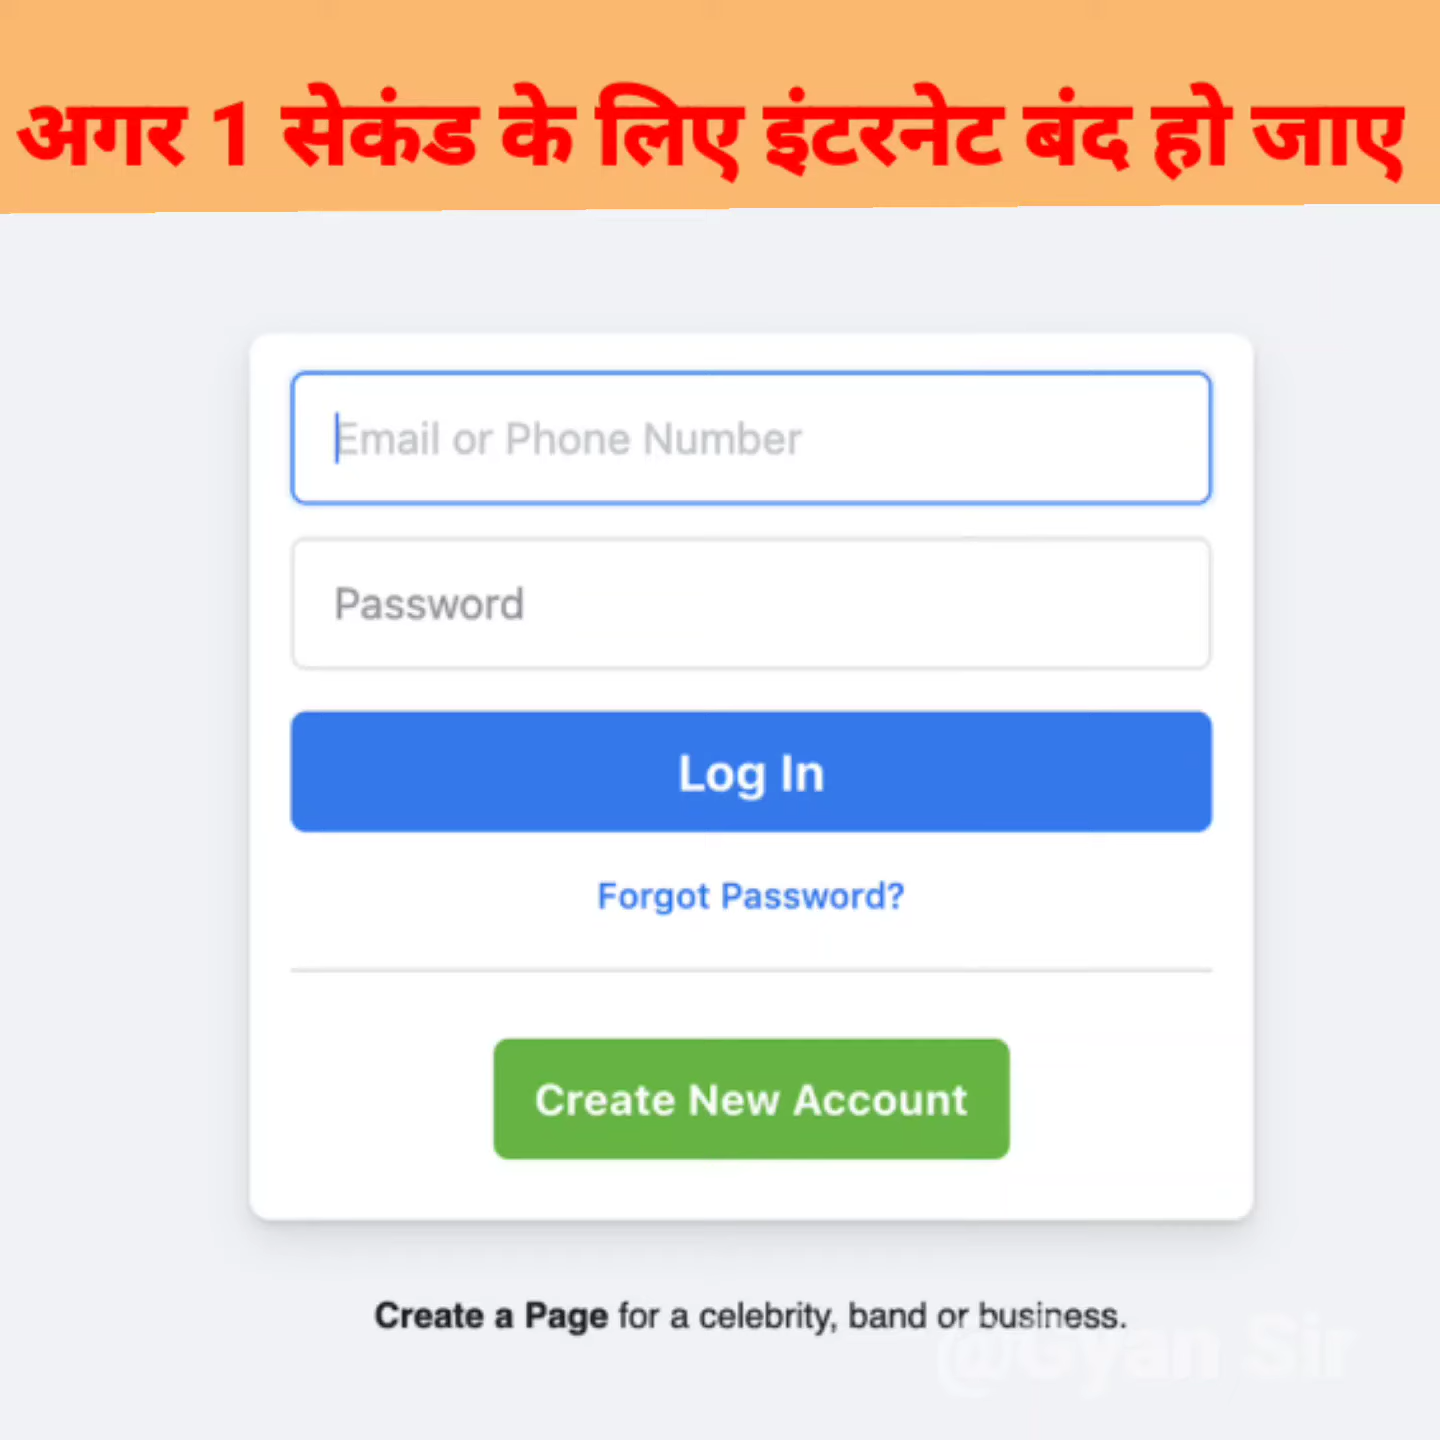 अगर 1 सेकंड के लिए इंटरनेट बंद हो जाए
Email or Phone Number
Password
Log In
Forgot Password?
Create New Account
Create a Page for a celebrity, band or business.
@Gyan Sir